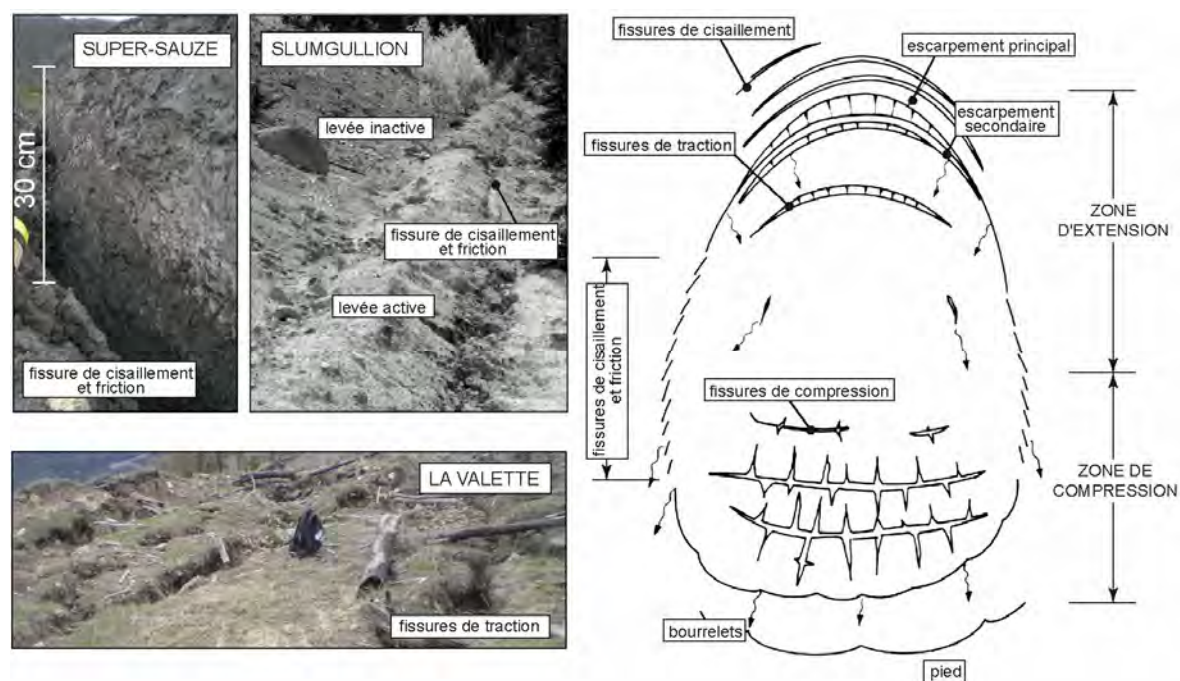 SUPER-SAUZE
30 cm
fissure de cisaillement
et friction
SLUMGULLION
levée inactive
fissure de cisaillement
et friction
levée active
LA VALETTE
fissures de traction
fissures de cisaillement
escarpement principal
escarpement
secondaire
fissures de traction
ZONE
D'EXTENSION
fissures de cisaillement
et friction
fissures de compression
ZONE DE
COMPRESSION
bourrelets
pied